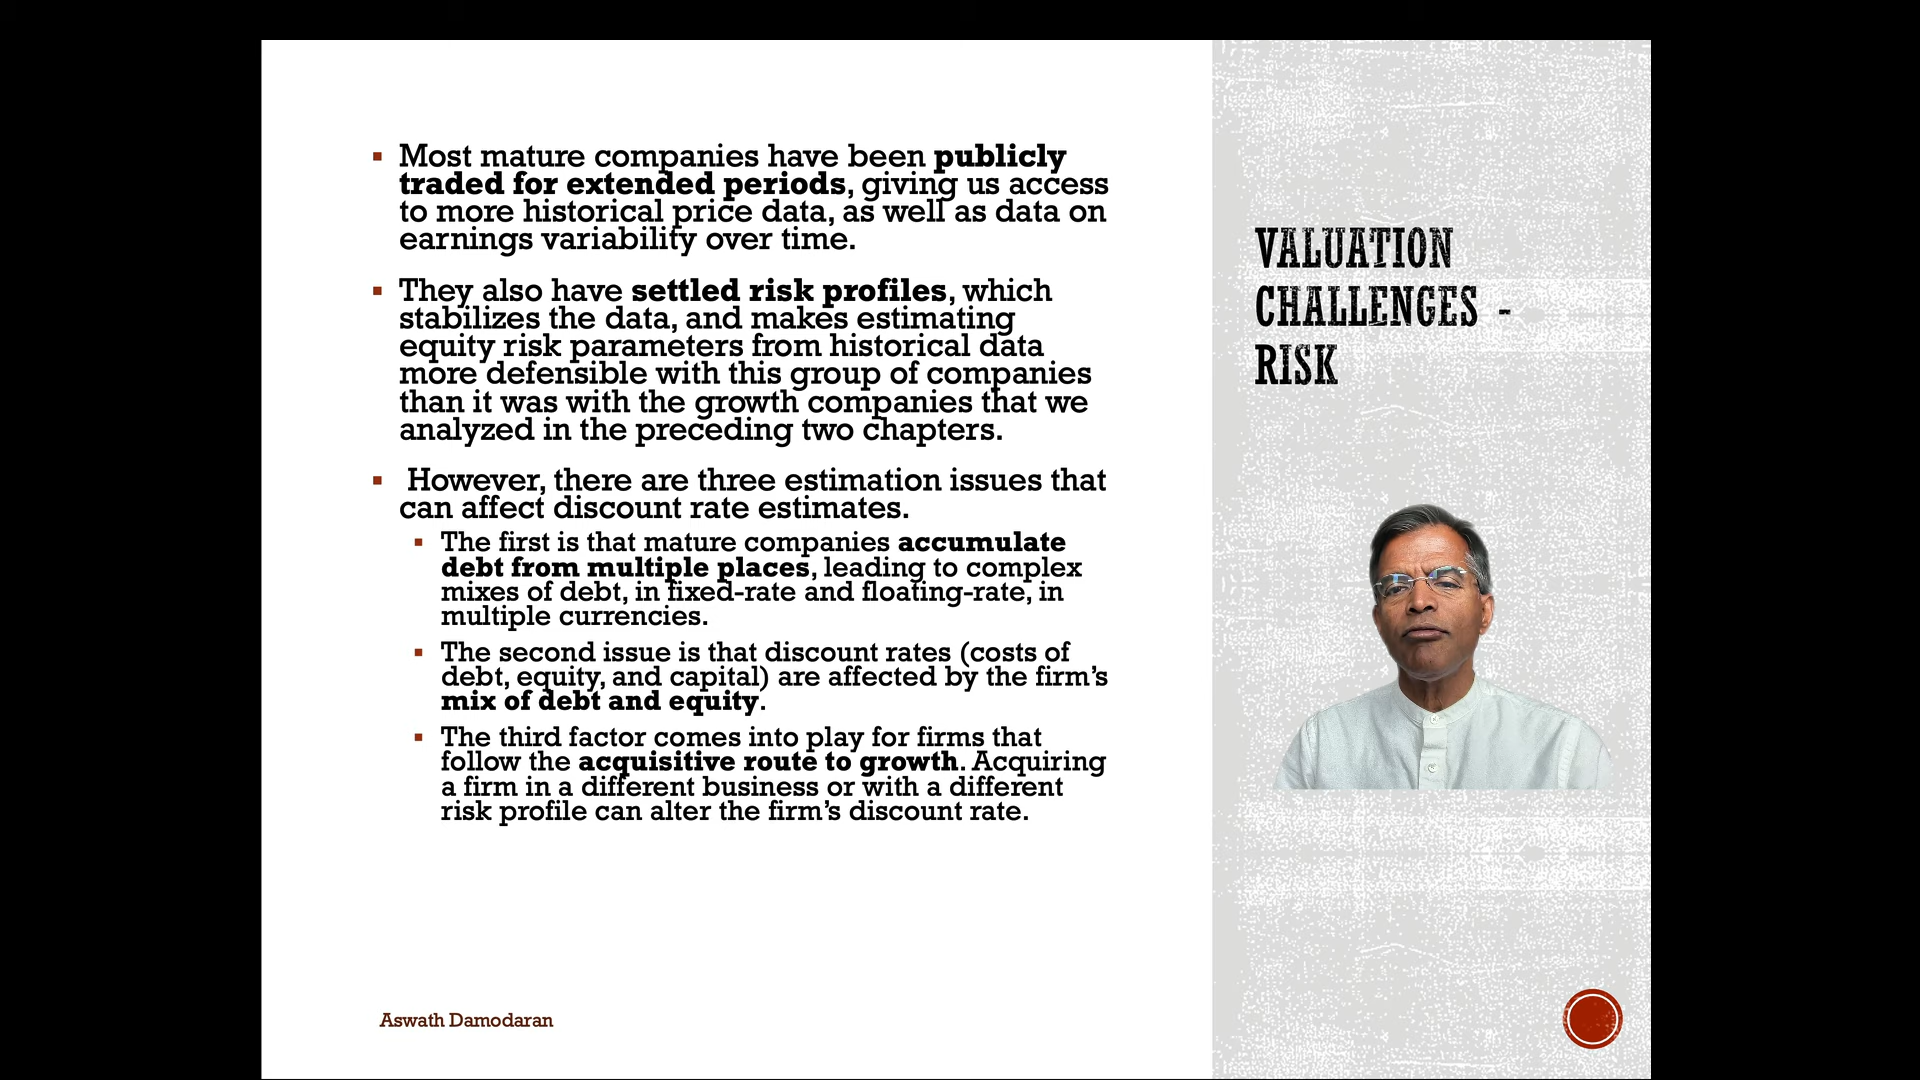 Most mature companies have been publicly
traded for extended periods, giving us access
to more historical price data, as well as data on
earnings variability over time.
They also have settled risk profiles, which
stabilizes the data, and makes estimating
equity risk parameters from historical data
more defensible with this group of companies
than it was with the growth companies that we
analyzed in the preceding two chapters.
However, there are three estimation issues that
can affect discount rate estimates.
The first is that mature companies accumulate
debt from multiple places, leading to complex
mixes of debt, in fixed-rate and floating-rate, in
multiple currencies.
The second issue is that discount rates (costs of
debt, equity, and capital) are affected by the firm's
mix of debt and equity.
The third factor comes into play for firms that
follow the acquisitive route to growth. Acquiring
a firm in a different business or with a different
risk profile can alter the firm's discount rate.
Aswath Damodaran
VALUATION
CHALLENGES -
RISK